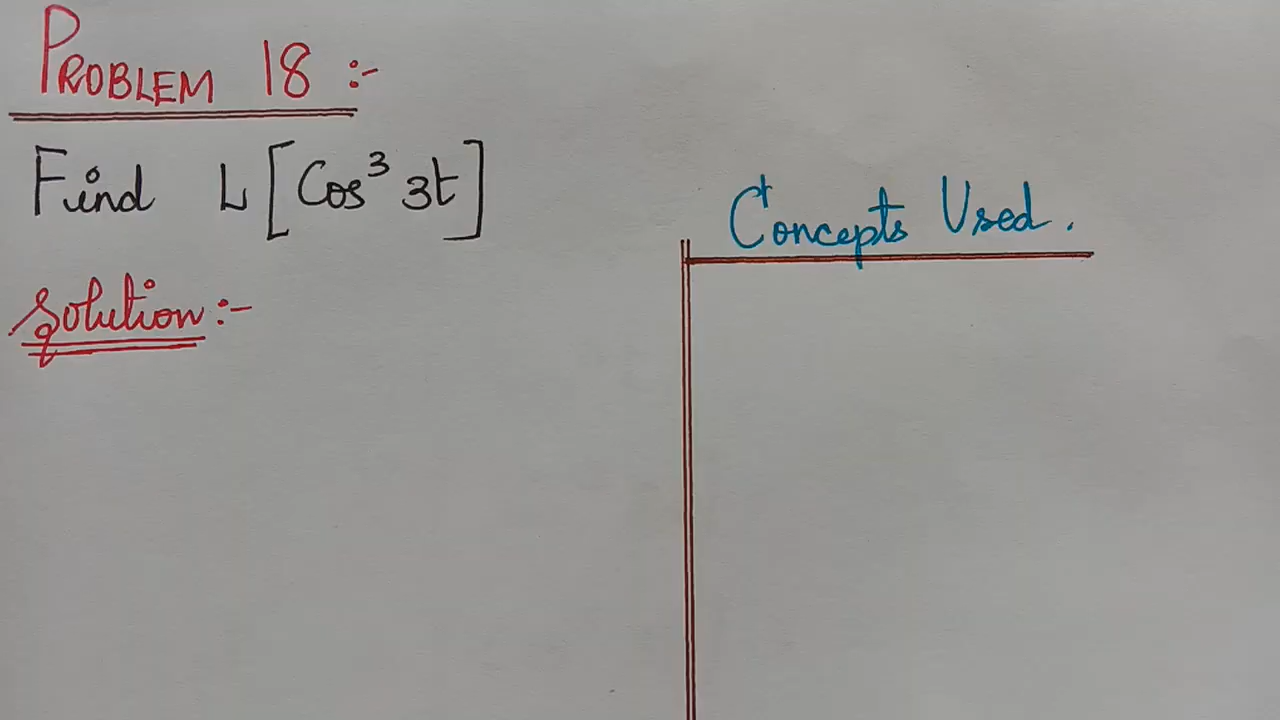 PROBLEM 18 :-
Find L[Cos³ 3t]
Solution :-
Concepts Used.